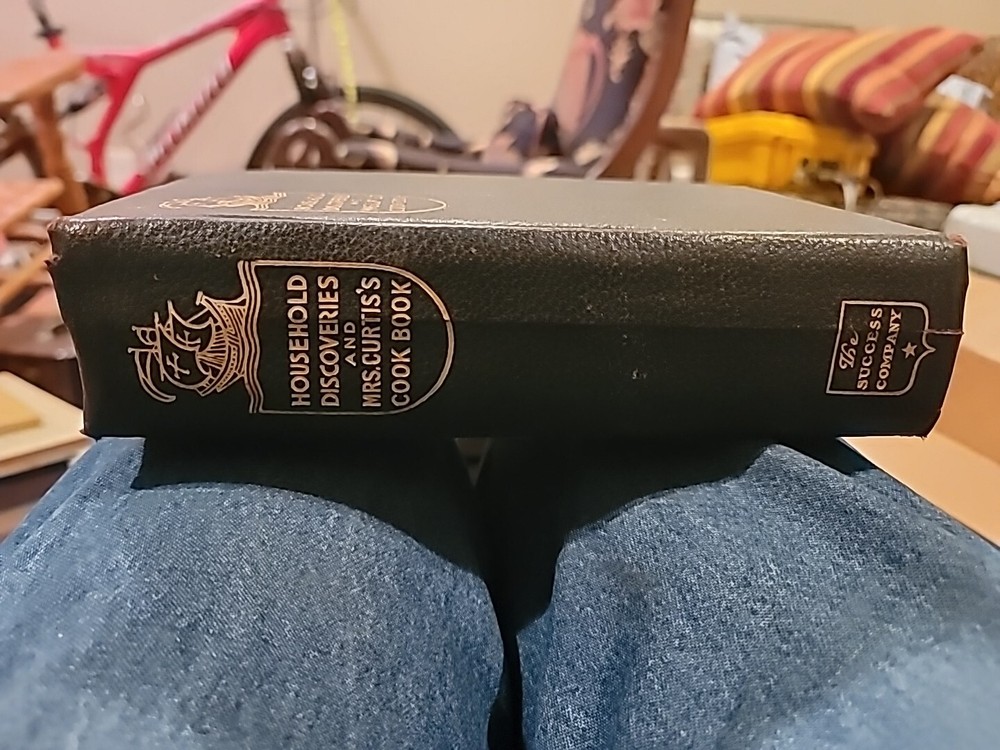 HOUSEHOLD
DISCOVERIES
AND
MRS. CURTIS'S
COOK BOOK
The
SUCCESS
COMPANY